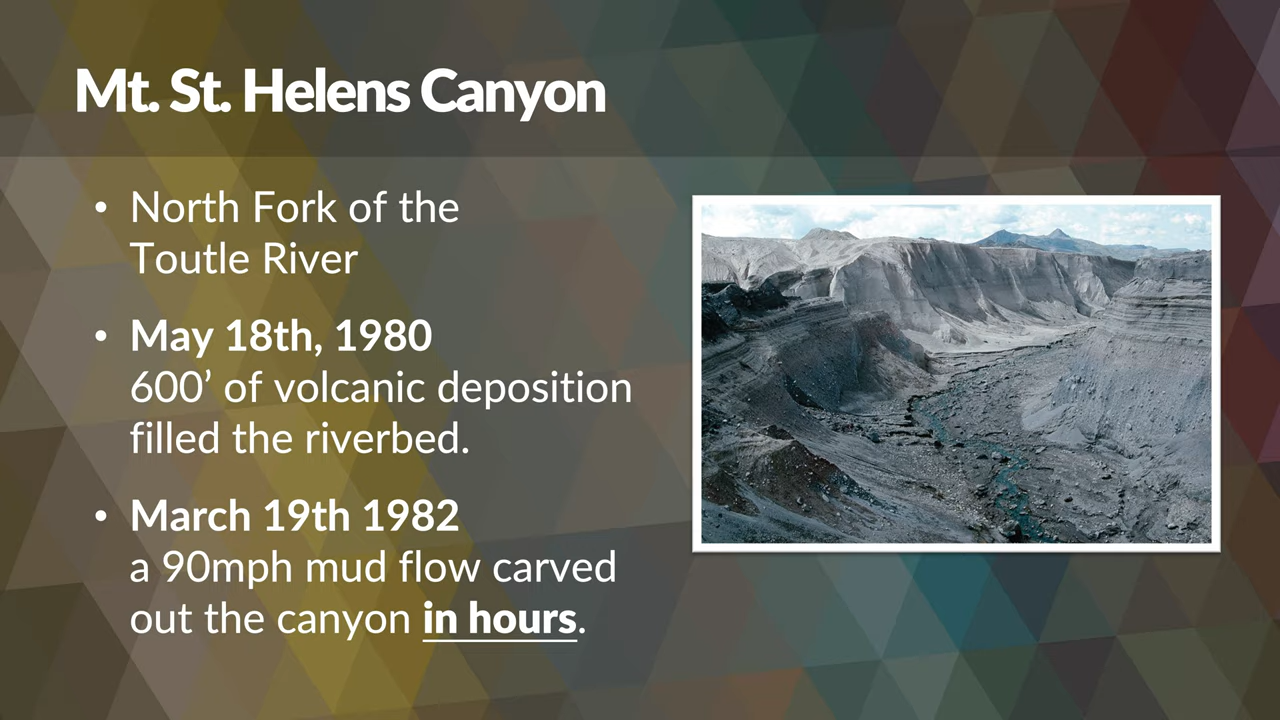 Mt. St. Helens Canyon
• North Fork of the
Toutle River
• May 18th, 1980
600’ of volcanic deposition
filled the riverbed.
• March 19th 1982
a 90mph mud flow carved
out the canyon in hours.